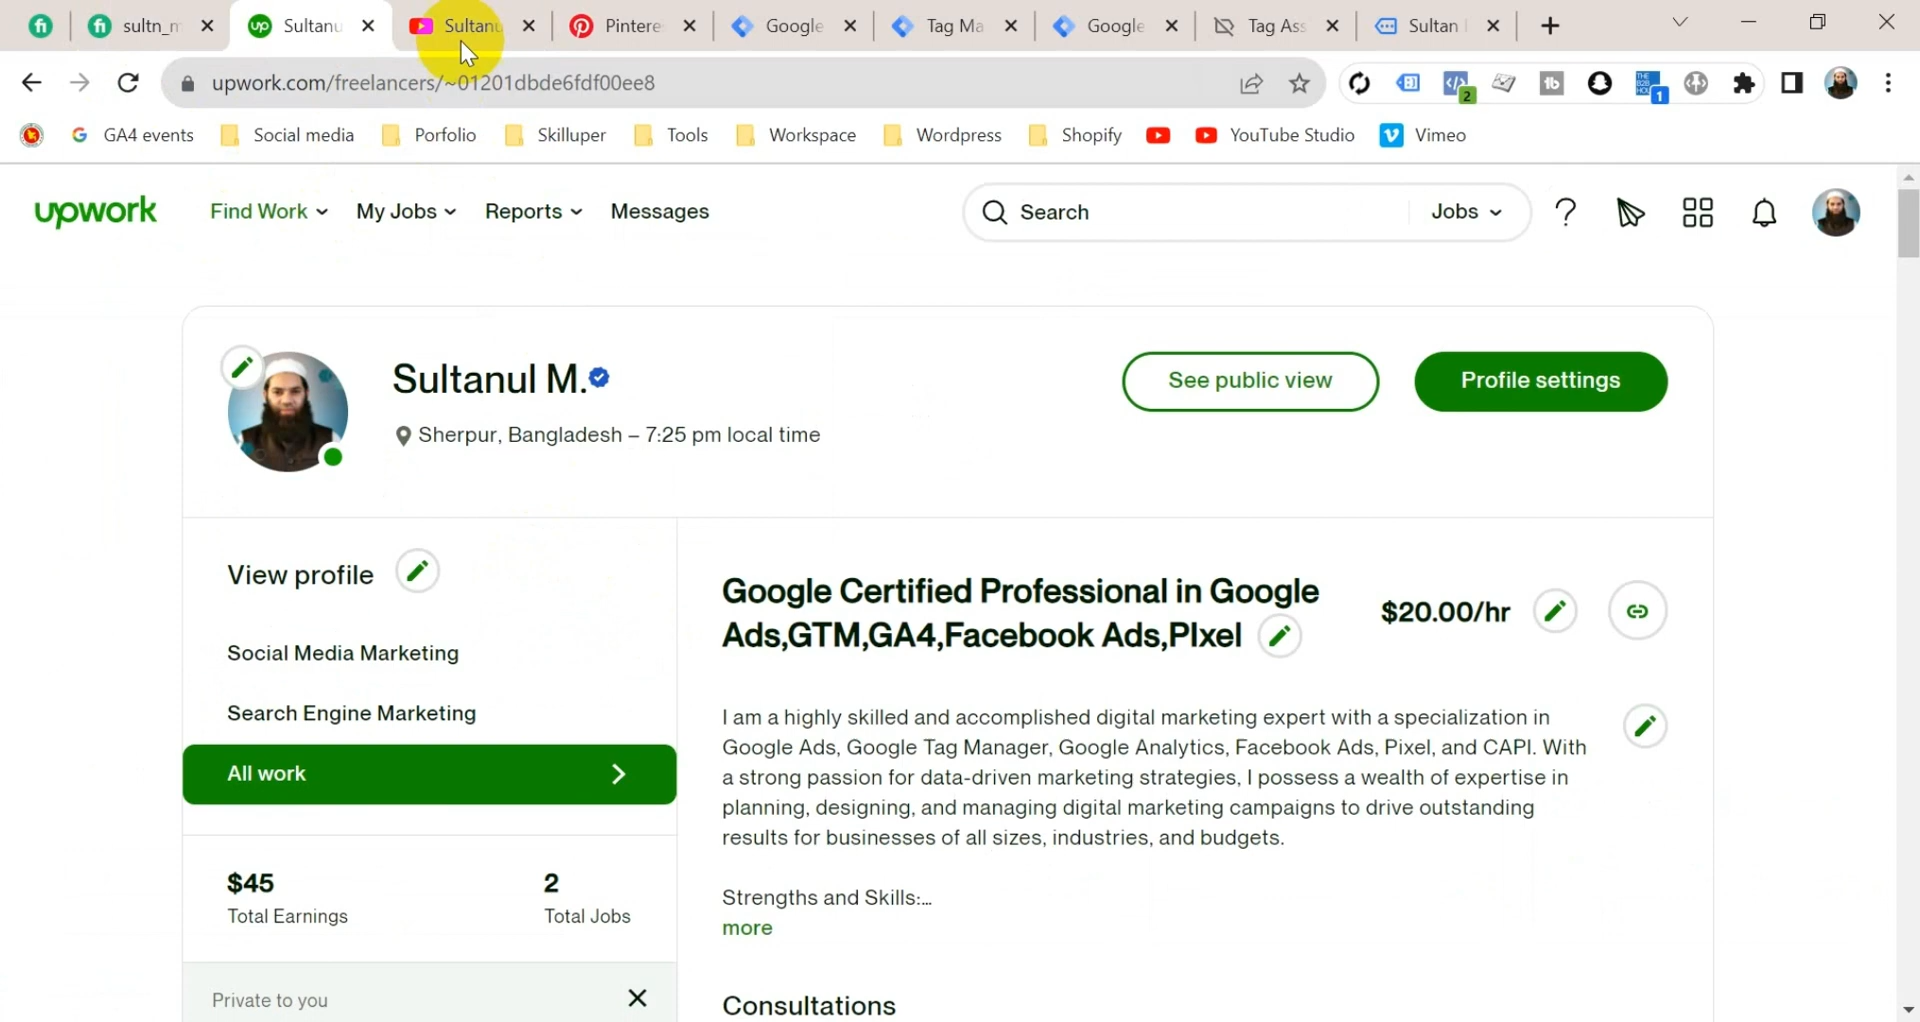 sultn_m
Sultanu
Sultanu
Pintere
Google
Tag Ma
Google
Tag Ass
Sultan
upwork.com/freelancers/~01201dbde6fdf00ee8
2
1
GA4 events
Social media
Porfolio
Skilluper
Tools
Workspace
Wordpress
Shopify
YouTube Studio
Vimeo
upwork
Find Work
My Jobs
Reports
Messages
Search
Jobs
Sultanul M.
Sherpur, Bangladesh – 7:25 pm local time
See public view
Profile settings
View profile
Social Media Marketing
Search Engine Marketing
All work
$45
Total Earnings
2
Total Jobs
Private to you
Google Certified Professional in Google
Ads,GTM,GA4,Facebook Ads,PIxel
$20.00/hr
I am a highly skilled and accomplished digital marketing expert with a specialization in
Google Ads, Google Tag Manager, Google Analytics, Facebook Ads, Pixel, and CAPI. With
a strong passion for data-driven marketing strategies, I possess a wealth of expertise in
planning, designing, and managing digital marketing campaigns to drive outstanding
results for businesses of all sizes, industries, and budgets.
Strengths and Skills:...
more
Consultations